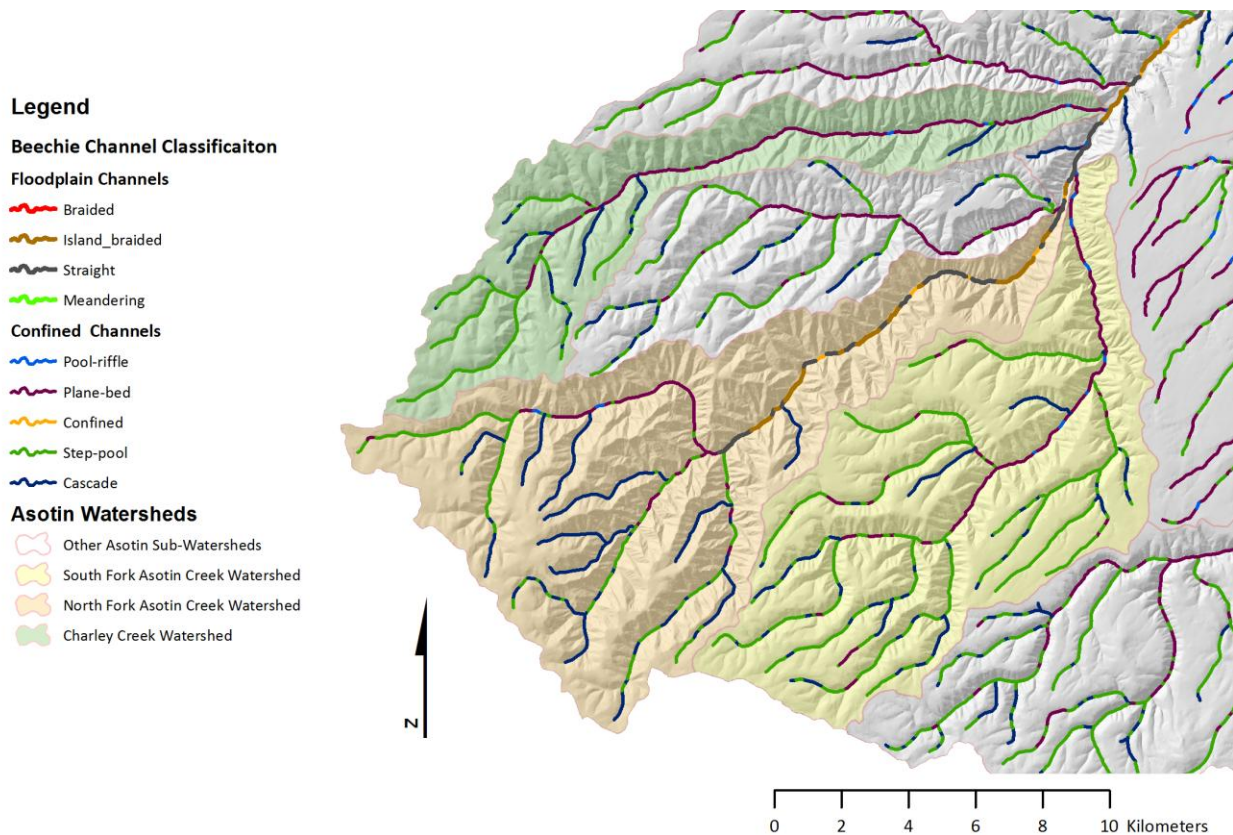 Legend
Beechie Channel Classificaiton
Floodplain Channels
Braided
Island_braided
Straight
Meandering
Confined Channels
Pool-riffle
Plane-bed
Confined
Step-pool
Cascade
Asotin Watersheds
Other Asotin Sub-Watersheds
South Fork Asotin Creek Watershed
North Fork Asotin Creek Watershed
Charley Creek Watershed
N
0 2 4 6 8 10 Kilometers